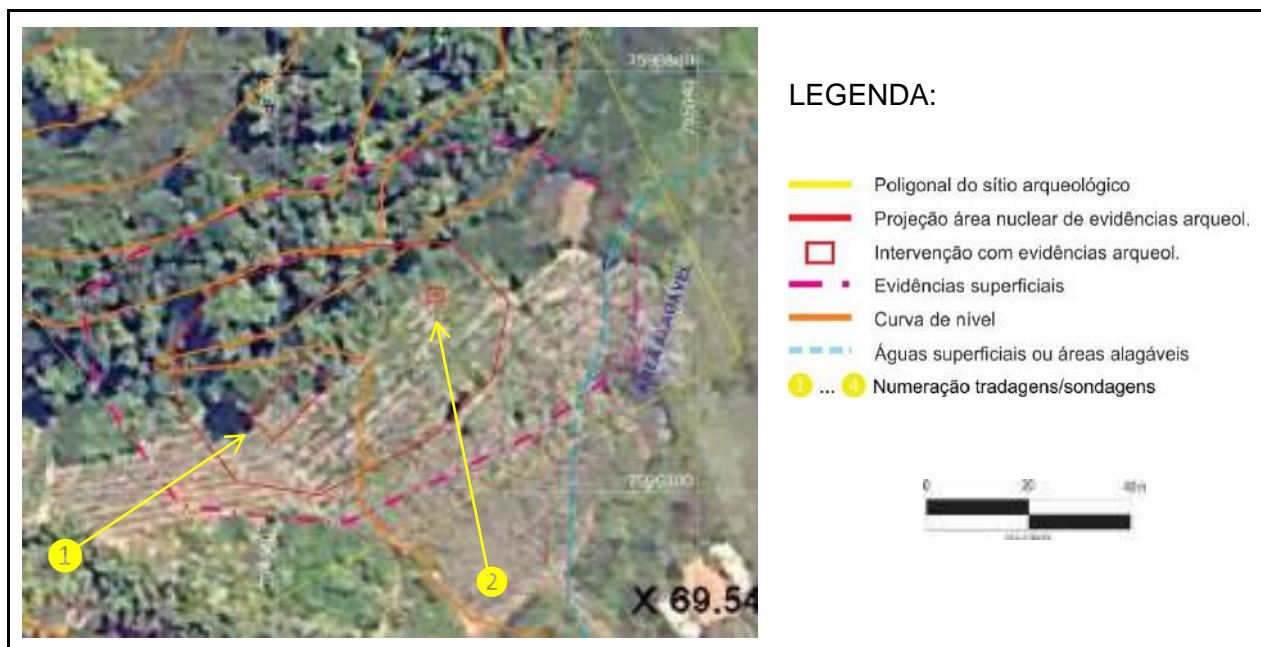 LEGENDA:
Poligonal do sítio arqueológico
Projeção área nuclear de evidências arqueol.
Intervenção com evidências arqueol.
Evidências superficiais
Curva de nível
Águas superficiais ou áreas alagáveis
1 ... 4 Numeração tradagens/sondagens
0 20 40 m
ÁREA ALAGÁVEL
1
2
X 69.54